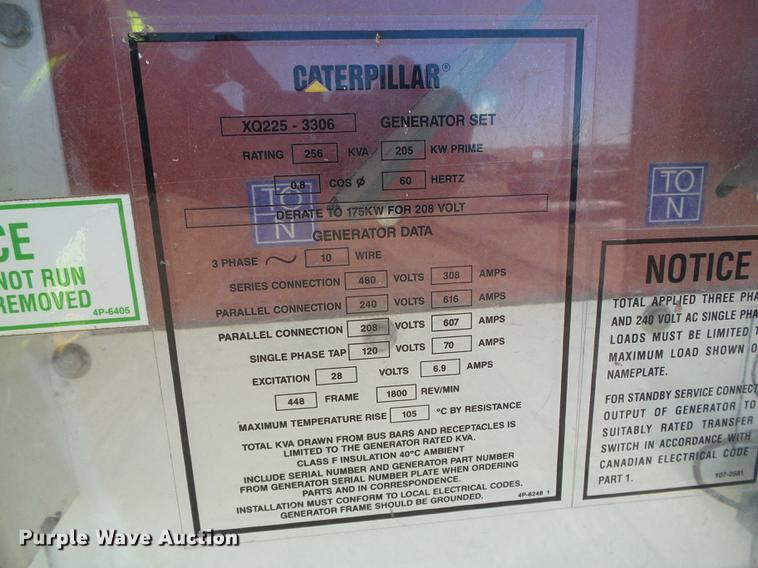 CATERPILLAR®
XQ225 - 3306 GENERATOR SET
RATING 256 KVA 205 KW PRIME
0.8 COS Ø 60 HERTZ
DERATE TO 175KW FOR 208 VOLT
GENERATOR DATA
3 PHASE ~ 10 WIRE
SERIES CONNECTION 480 VOLTS 308 AMPS
PARALLEL CONNECTION 240 VOLTS 616 AMPS
PARALLEL CONNECTION 208 VOLTS 607 AMPS
SINGLE PHASE TAP 120 VOLTS 70 AMPS
EXCITATION 28 VOLTS 6.9 AMPS
448 FRAME 1800 REV/MIN
MAXIMUM TEMPERATURE RISE 105 °C BY RESISTANCE
TOTAL KVA DRAWN FROM BUS BARS AND RECEPTACLES IS
LIMITED TO THE GENERATOR RATED KVA.
CLASS F INSULATION 40°C AMBIENT
INCLUDE SERIAL NUMBER AND GENERATOR PART NUMBER
FROM GENERATOR SERIAL NUMBER PLATE WHEN ORDERING
PARTS AND IN CORRESPONDENCE.
INSTALLATION MUST CONFORM TO LOCAL ELECTRICAL CODES.
GENERATOR FRAME SHOULD BE GROUNDED.
4P-6248 1
TO
N
TO
N
CE
NOT RUN
REMOVED
4P-6405
NOTICE
TOTAL APPLIED THREE PHA
AND 240 VOLT AC SINGLE PHA
LOADS MUST BE LIMITED T
MAXIMUM LOAD SHOWN O
NAMEPLATE.
FOR STANDBY SERVICE CONNECT
OUTPUT OF GENERATOR TO
SUITABLY RATED TRANSFER
SWITCH IN ACCORDANCE WITH
CANADIAN ELECTRICAL CODE
PART 1.
107-2581
Purple Wave Auction